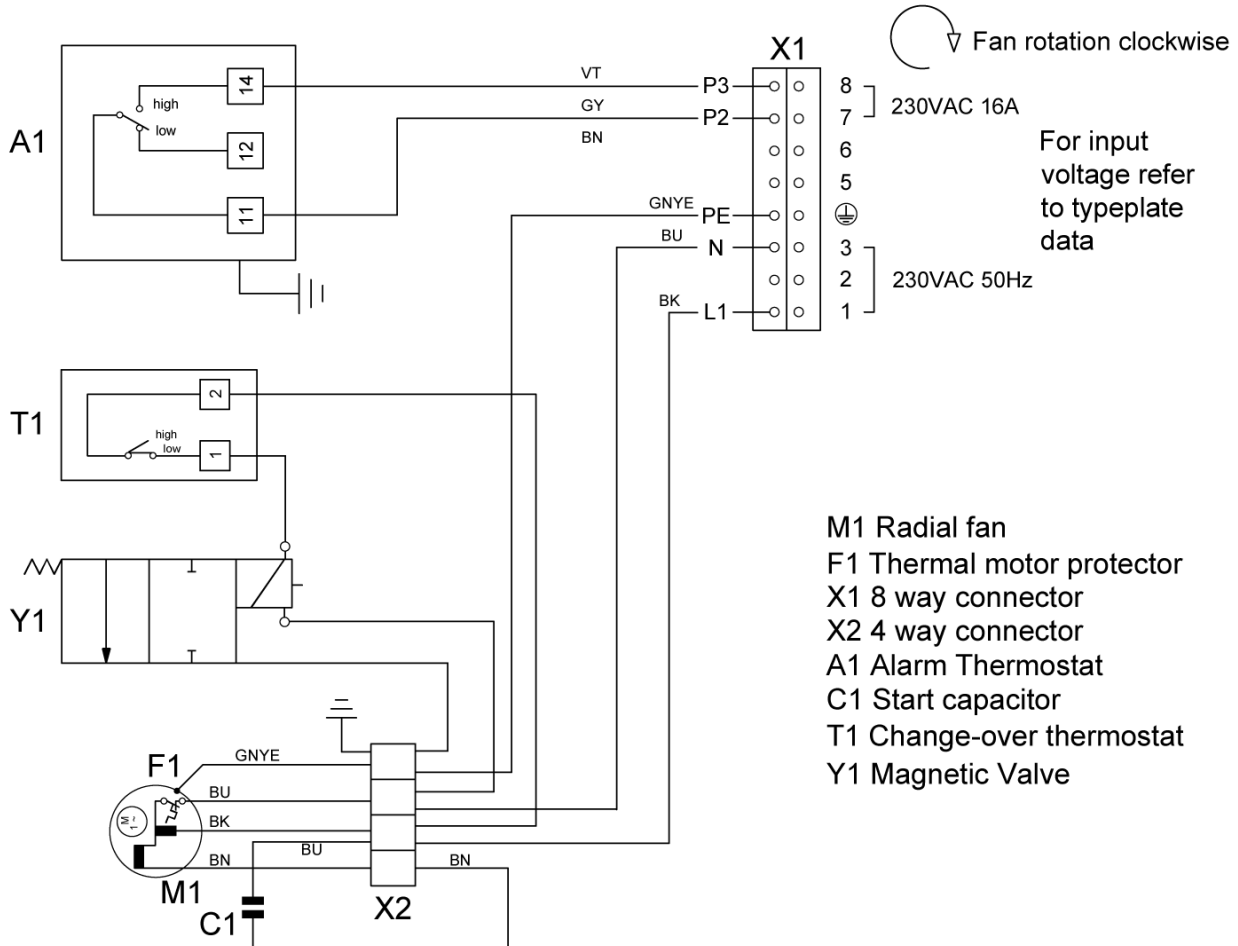 Fan rotation clockwise
X1
VT
P3
8
GY
P2
7
230VAC 16A
BN
6
5
GNYE
PE
BU
N
3
2
230VAC 50Hz
BK
L1
1
For input
voltage refer
to typeplate
data
A1
high
low
14
12
11
T1
high
low
2
1
Y1
F1
GNYE
BU
M
1~
BK
BU
BN
BN
M1
C1
X2
M1 Radial fan
F1 Thermal motor protector
X1 8 way connector
X2 4 way connector
A1 Alarm Thermostat
C1 Start capacitor
T1 Change-over thermostat
Y1 Magnetic Valve